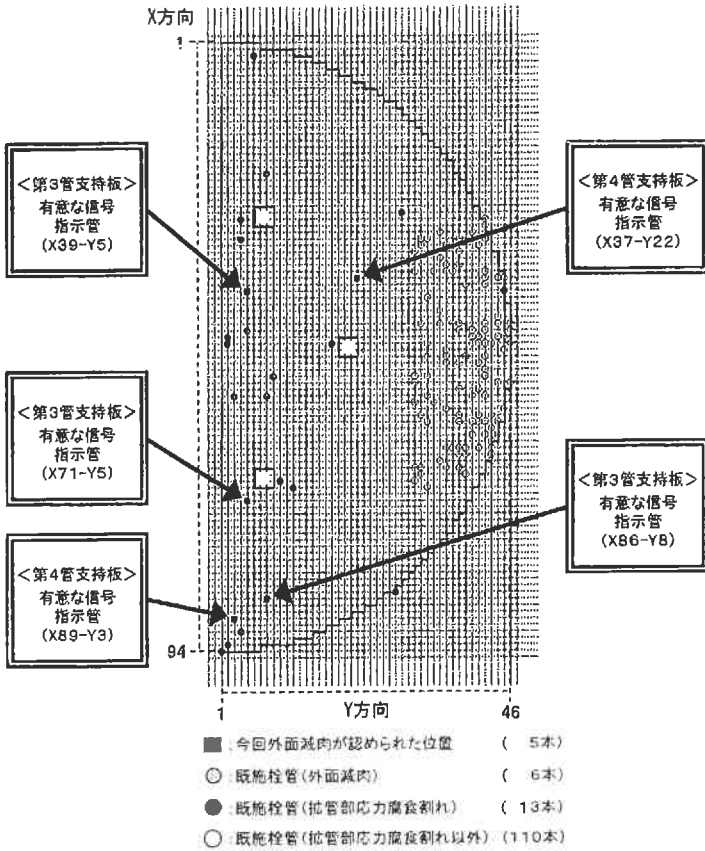 X方向
1
<第3管支持板>
有意な信号
指示管
(X39-Y5)
<第4管支持板>
有意な信号
指示管
(X37-Y22)
<第3管支持板>
有意な信号
指示管
(X71-Y5)
<第3管支持板>
有意な信号
指示管
(X86-Y8)
<第4管支持板>
有意な信号
指示管
(X89-Y3)
94
1
Y方向
46
■:今回外面減肉が認められた位置 ( 5本)
◎:既施栓管(外面減肉) ( 6本)
●:既施栓管(拡管部応力腐食割れ) ( 13本)
○:既施栓管(拡管部応力腐食割れ以外) (110本)